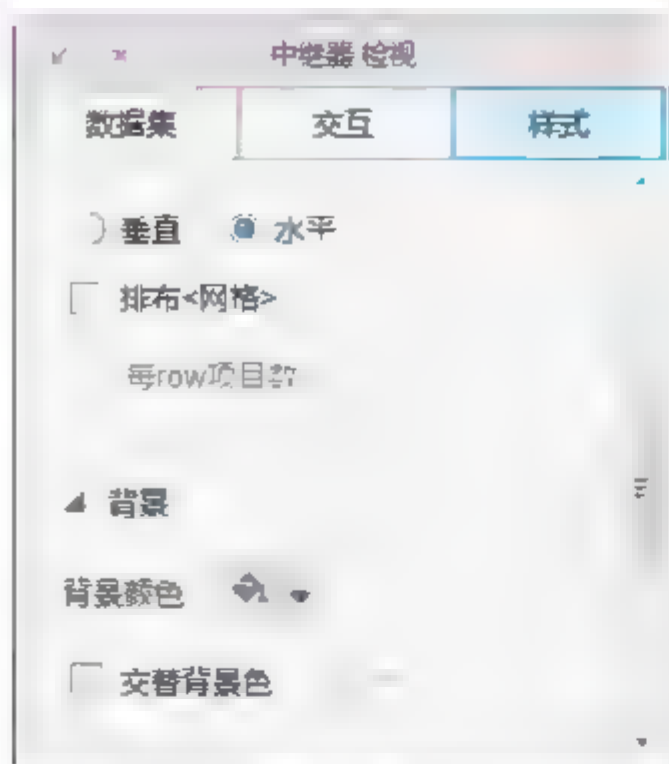 中继器 检视
数据集 交互 样式
垂直 水平
排布<网格>
每row项目数
背景
背景颜色
交替背景色